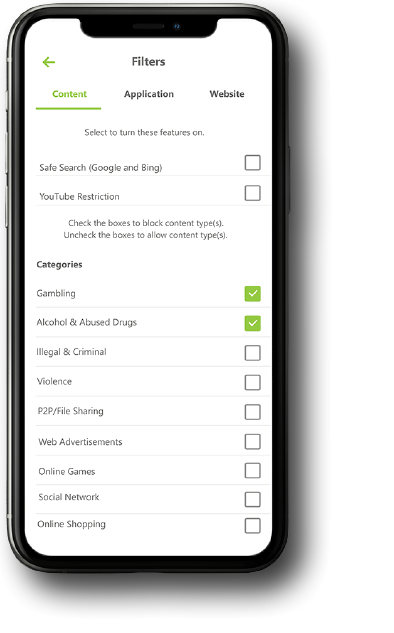 Filters
Content Application Website
Select to turn these features on.
Safe Search (Google and Bing)
YouTube Restriction
Check the boxes to block content type(s).
Uncheck the boxes to allow content type(s).
Categories
Gambling
Alcohol & Abused Drugs
Illegal & Criminal
Violence
P2P/File Sharing
Web Advertisements
Online Games
Social Network
Online Shopping